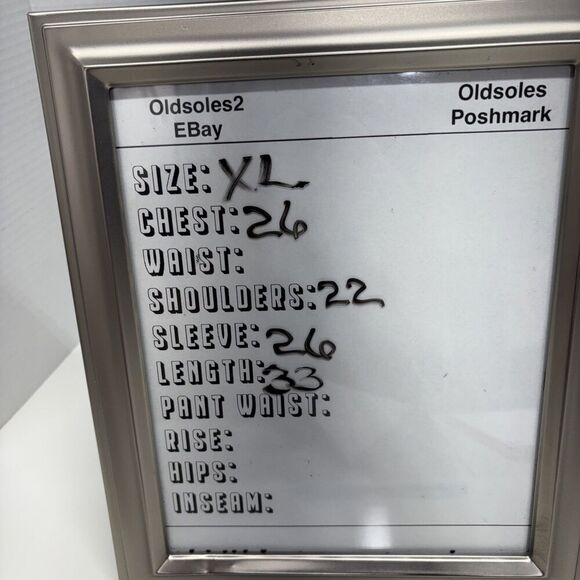 Oldsoles2 Oldsoles
EBay Poshmark
SIZE: XL
CHEST: 26
WAIST:
SHOULDERS: 22
SLEEVE: 26
LENGTH: 33
PANT WAIST:
RISE:
HIPS:
INSEAM: